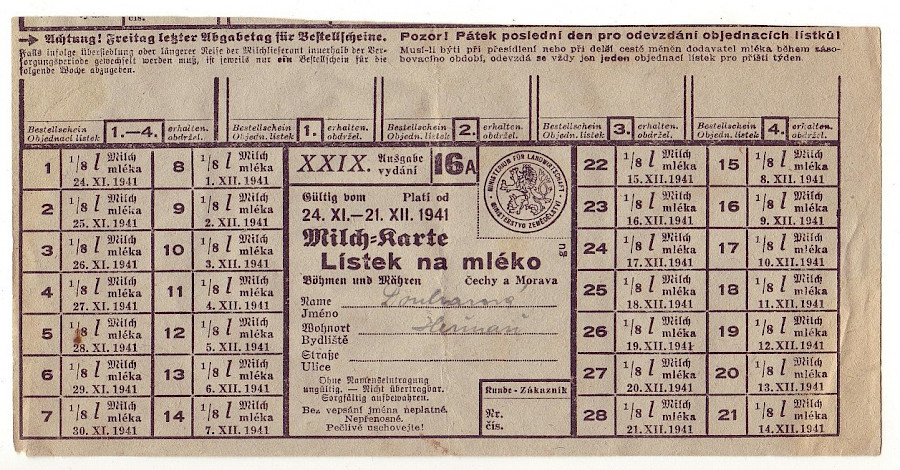 čís.
→ Achtung! Freitag letzter Abgabetag für Bestellscheine.
Falls infolge Übersiedlung oder längerer Reise der Milchlieferant innerhalb der Ver-
sorgungsperiode gewechselt werden muß, ist jeweils nur ein Bestellschein für die
folgende Woche abzugeben.
Pozor! Pátek poslední den pro odevzdání objednacích lístků!
Musí-li býti při přesídlení nebo při delší cestě měněn dodavatel mléka během záso-
bovacího období, odevzdá se vždy jen jeden objednací lístek pro příští týden.
Bestellschein 1.—4. erhalten.
Objednací lístek obdržel.
Bestellschein 1. erhalten.
Objedn. lístek obdržel.
Bestellschein 2. erhalten.
Objedn. lístek obdržel.
Bestellschein 3. erhalten.
Objedn. lístek obdržel.
Bestellschein 4. erhalten.
Objedn. lístek obdržel.
1 1/8 l Milch mléka 24. XI. 1941
8 1/8 l Milch mléka 1. XII. 1941
2 1/8 l Milch mléka 25. XI. 1941
9 1/8 l Milch mléka 2. XII. 1941
3 1/8 l Milch mléka 26. XI. 1941
10 1/8 l Milch mléka 3. XII. 1941
4 1/8 l Milch mléka 27. XI. 1941
11 1/8 l Milch mléka 4. XII. 1941
5 1/8 l Milch mléka 28. XI. 1941
12 1/8 l Milch mléka 5. XII. 1941
6 1/8 l Milch mléka 29. XI. 1941
13 1/8 l Milch mléka 6. XII. 1941
7 1/8 l Milch mléka 30. XI. 1941
14 1/8 l Milch mléka 7. XII. 1941
XXIX. Ausgabe vydání 16A
MINISTERIUM FÜR LANDWIRTSCHAFT
MINISTERSTVO ZEMĚDĚLSTVÍ
Gültig vom Platí od
24. XI.—21. XII. 1941
Milch=Karte
Lístek na mléko
Böhmen und Mähren Čechy a Morava
Name
Jméno
Wohnort
Bydliště
Straße
Ulice
Ohne Namenseintragung
ungültig. — Nicht übertragbar.
Sorgfältig aufbewahren.
Bez vepsání jména neplatné.
Nepřenosné.
Pečlivě uschovejte!
Kunde - Zákazník
Nr.
čís.
22 1/8 l Milch mléka 15. XII. 1941
15 1/8 l Milch mléka 8. XII. 1941
23 1/8 l Milch mléka 16. XII. 1941
16 1/8 l Milch mléka 9. XII. 1941
24 1/8 l Milch mléka 17. XII. 1941
17 1/8 l Milch mléka 10. XII. 1941
25 1/8 l Milch mléka 18. XII. 1941
18 1/8 l Milch mléka 11. XII. 1941
26 1/8 l Milch mléka 19. XII. 1941
19 1/8 l Milch mléka 12. XII. 1941
27 1/8 l Milch mléka 20. XII. 1941
20 1/8 l Milch mléka 13. XII. 1941
28 1/8 l Milch mléka 21. XII. 1941
21 1/8 l Milch mléka 14. XII. 1941